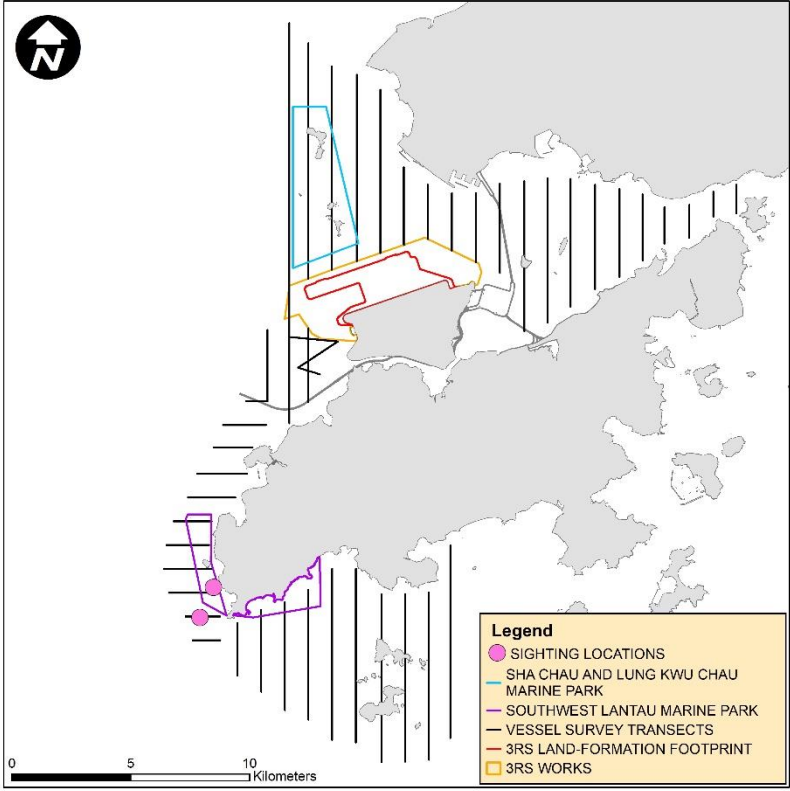 N
Legend
SIGHTING LOCATIONS
SHA CHAU AND LUNG KWU CHAU
MARINE PARK
SOUTHWEST LANTAU MARINE PARK
VESSEL SURVEY TRANSECTS
3RS LAND-FORMATION FOOTPRINT
3RS WORKS
0 5 10
Kilometers